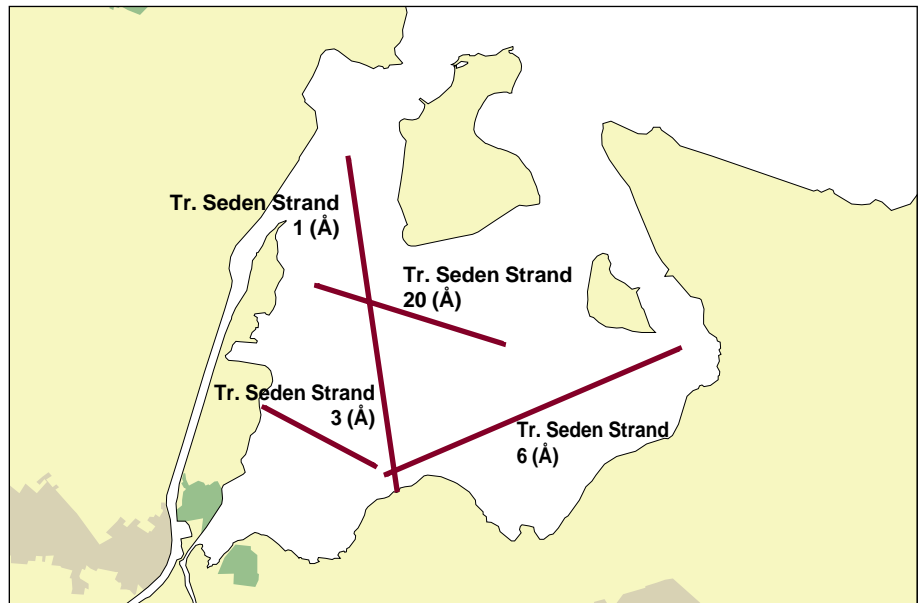 Tr. Seden Strand
1 (Å)
Tr. Seden Strand
20 (Å)
Tr. Seden Strand
3 (Å)
Tr. Seden Strand
6 (Å)